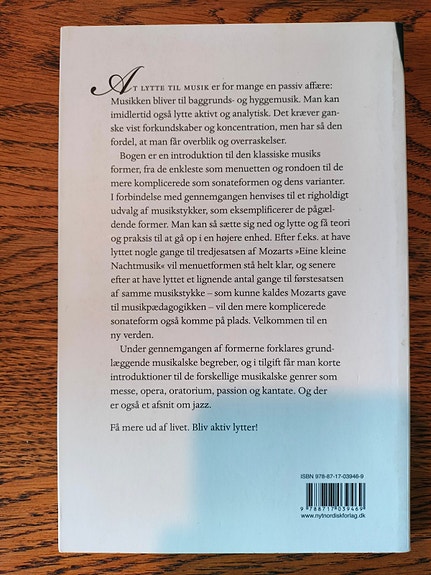 AT LYTTE TIL MUSIK er for mange en passiv affære:
Musikken bliver til baggrunds- og hyggemusik. Man kan
imidlertid også lytte aktivt og analytisk. Det kræver gan-
ske vist forkundskaber og koncentration, men har så den
fordel, at man får overblik og overraskelser.
Bogen er en introduktion til den klassiske musiks
former, fra de enkleste som menuetten og rondoen til de
mere komplicerede som sonateformen og dens varianter.
I forbindelse med gennemgangen henvises til et righoldigt
udvalg af musikstykker, som eksemplificerer de pågæl-
dende former. Man kan så sætte sig ned og lytte og få teori
og praksis til at gå op i en højere enhed. Efter f.eks. at have
lyttet nogle gange til tredjesatsen af Mozarts »Eine kleine
Nachtmusik« vil menuetformen stå helt klar, og senere
efter at have lyttet et lignende antal gange til førstesatsen
af samme musikstykke – som kunne kaldes Mozarts gave
til musikpædagogikken – vil den mere komplicerede
sonateform også komme på plads. Velkommen til en
ny verden.
Under gennemgangen af formerne forklares grund-
læggende musikalske begreber, og i tilgift får man korte
introduktioner til de forskellige musikalske genrer som
messe, opera, oratorium, passion og kantate. Og der
er også et afsnit om jazz.
Få mere ud af livet. Bliv aktiv lytter!
ISBN 978-87-17-03946-9
9 788717 039469
www.nytnordiskforlag.dk